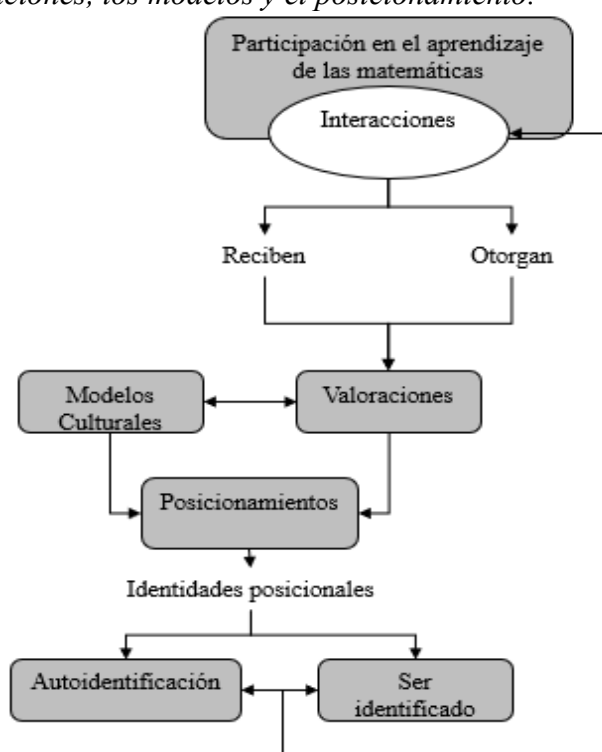 ciones, los modelos y el posicionamiento.
Participación en el aprendizaje
de las matemáticas
Interacciones
Reciben
Otorgan
Modelos
Culturales
Valoraciones
Posicionamientos
Identidades posicionales
Autoidentificación
Ser
identificado